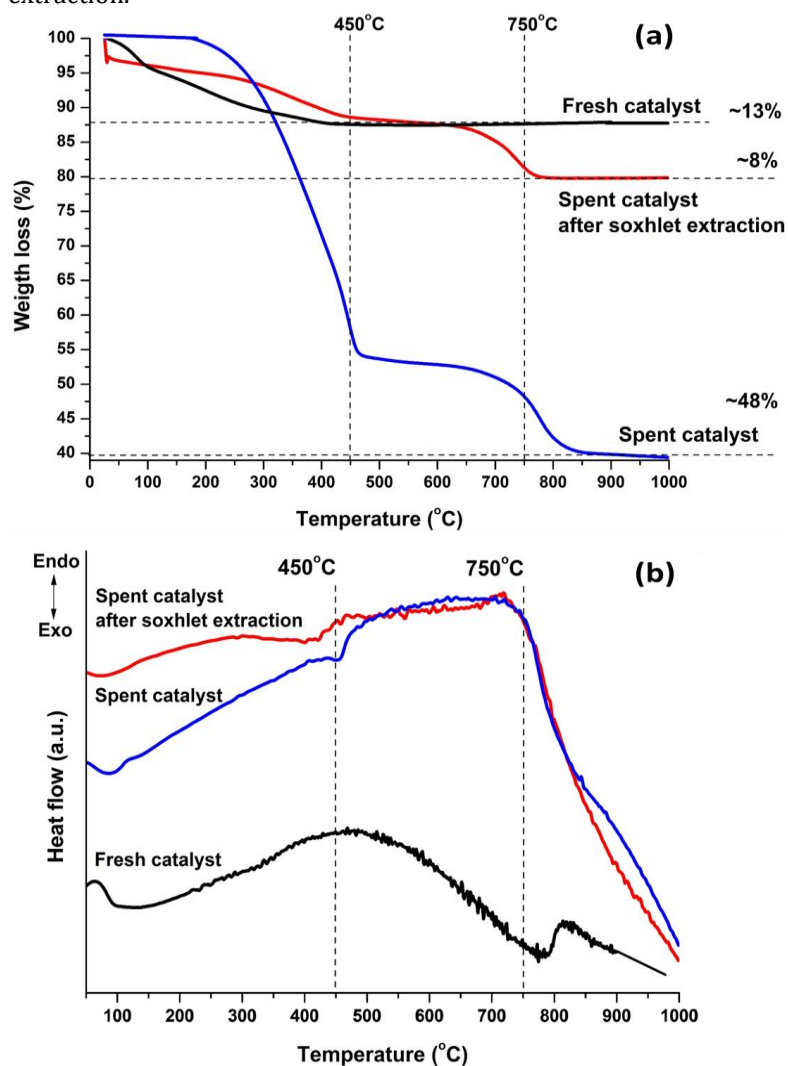 extraction.
450°C
750°C
(a)
100
95
90
85
80
75
70
65
60
55
50
45
40
Weigth loss (%)
Fresh catalyst
~13%
~8%
Spent catalyst
after soxhlet extraction
~48%
Spent catalyst
0 100 200 300 400 500 600 700 800 900 1000
Temperature (°C)
Endo
Exo
450°C
750°C
(b)
Spent catalyst
after soxhlet extraction
Spent catalyst
Fresh catalyst
Heat flow (a.u.)
100 200 300 400 500 600 700 800 900 1000
Temperature (°C)